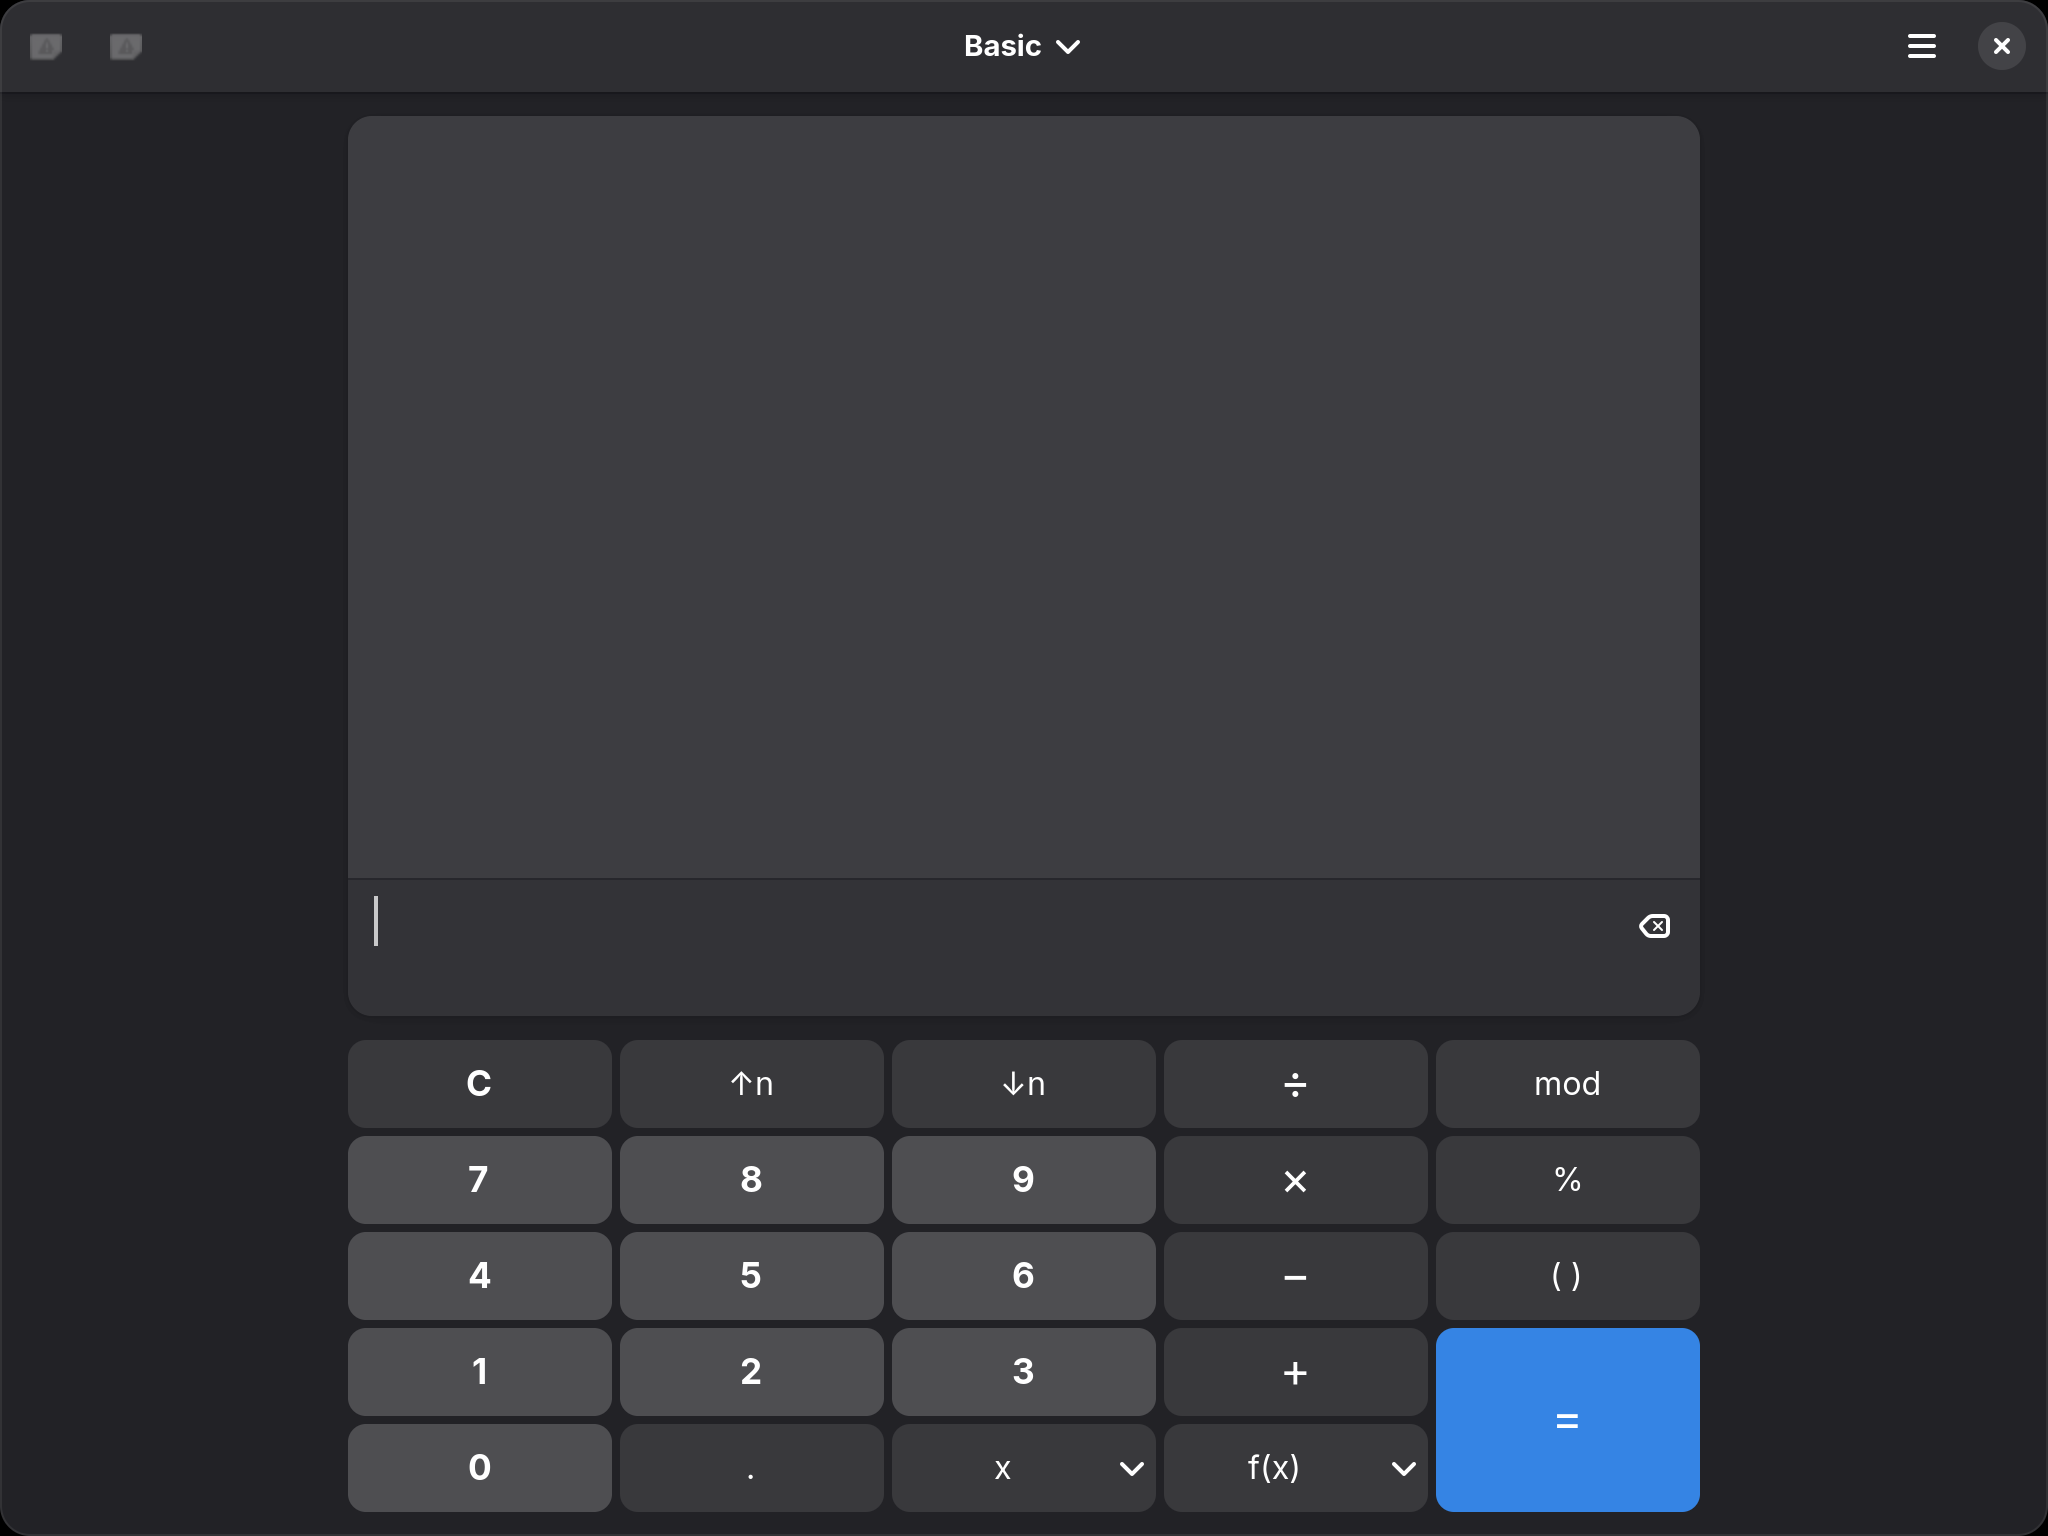 Basic
C ↑n ↓n ÷ mod
7 8 9 × %
4 5 6 − ( )
1 2 3 +
=
0 . x f(x)